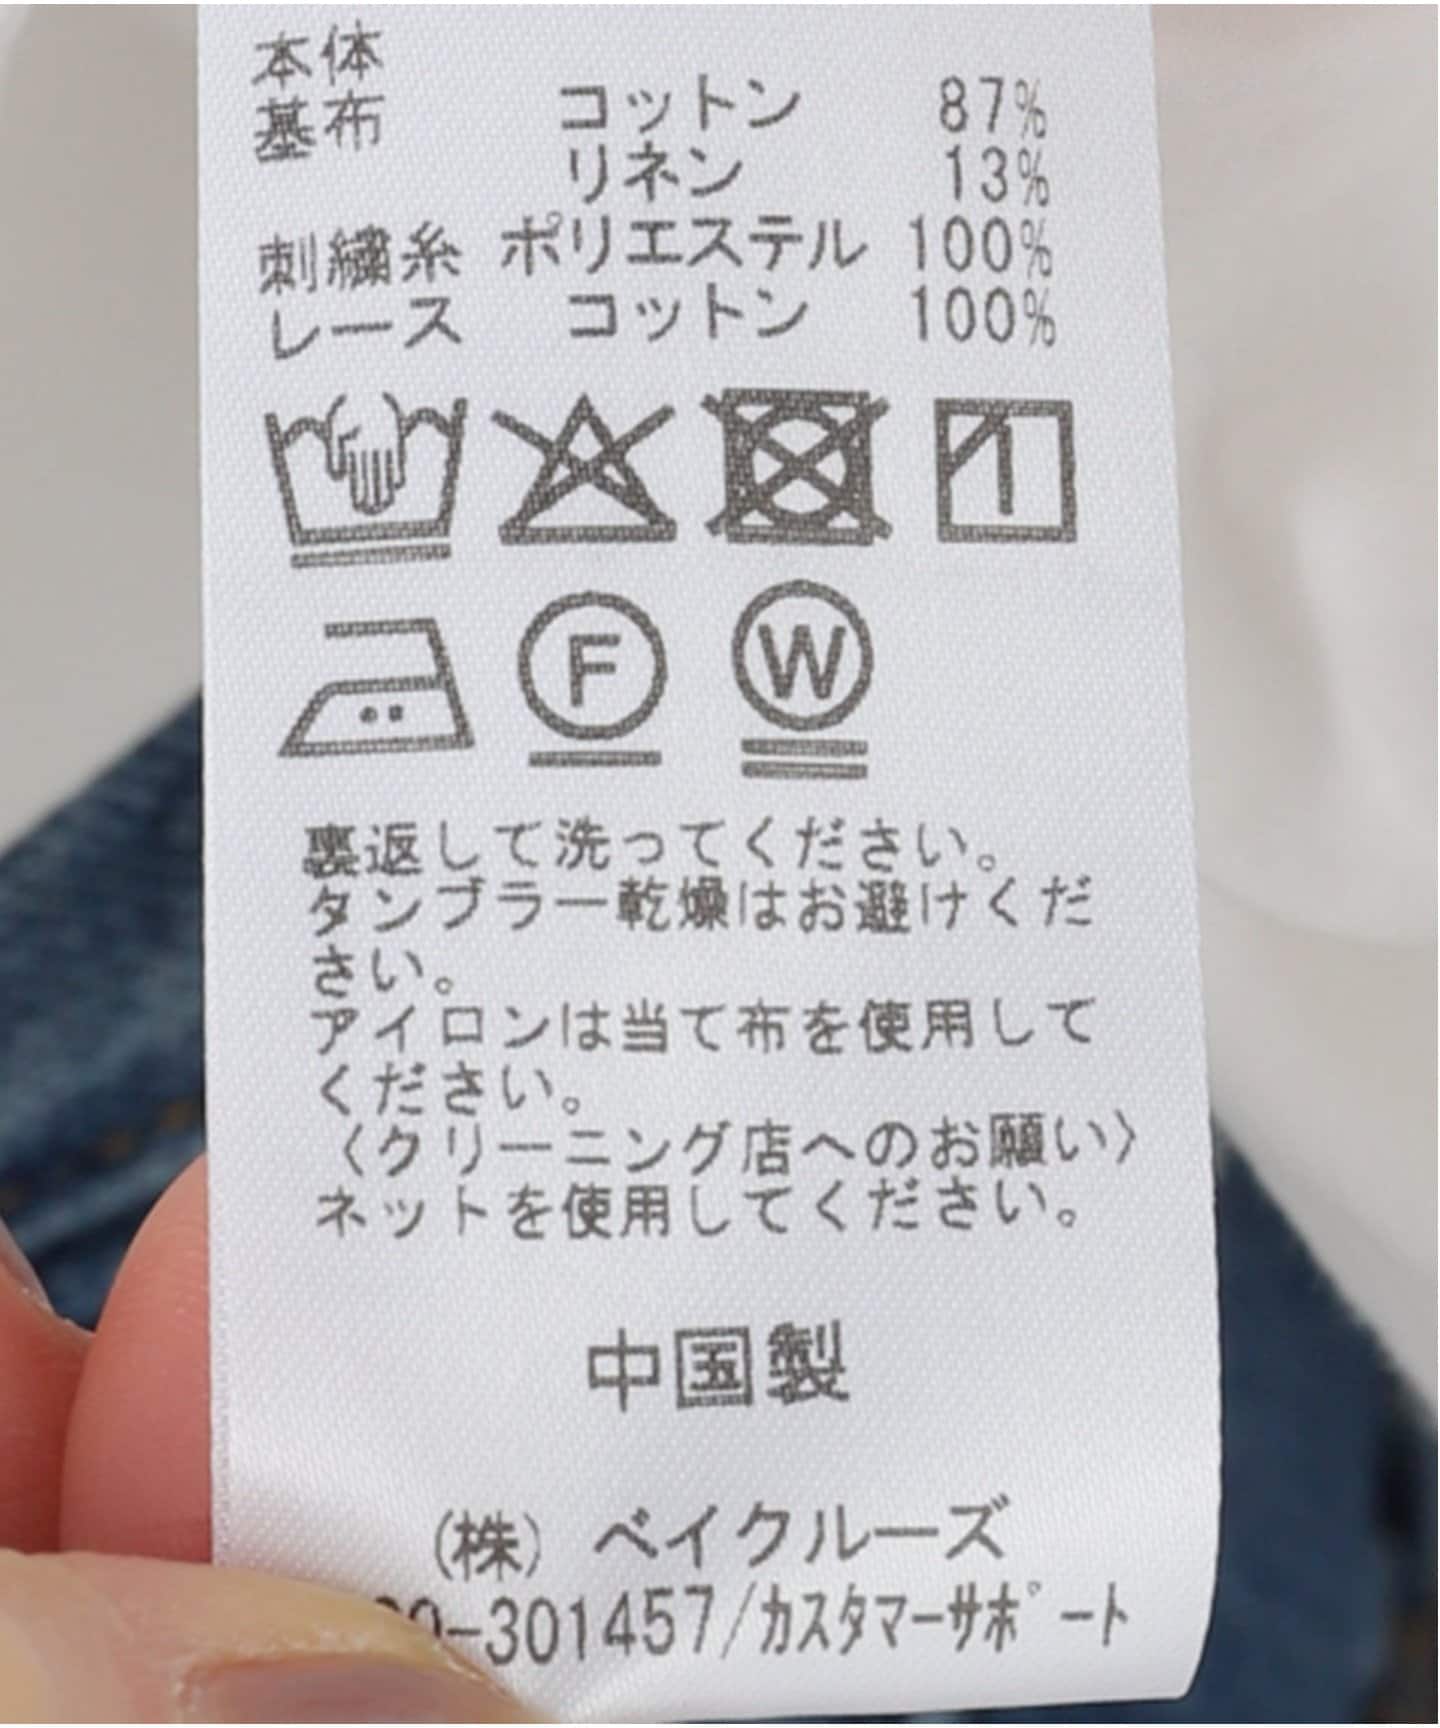 本体
基布 コットン 87%
リネン 13%
刺繍糸 ポリエステル 100%
レース コットン 100%
F W
裏返して洗ってください。
タンブラー乾燥はお避けくだ
さい。
アイロンは当て布を使用して
ください。
〈クリーニング店へのお願い〉
ネットを使用してください。
中国製
(株) ベイクルーズ
-301457/カスタマーサポート